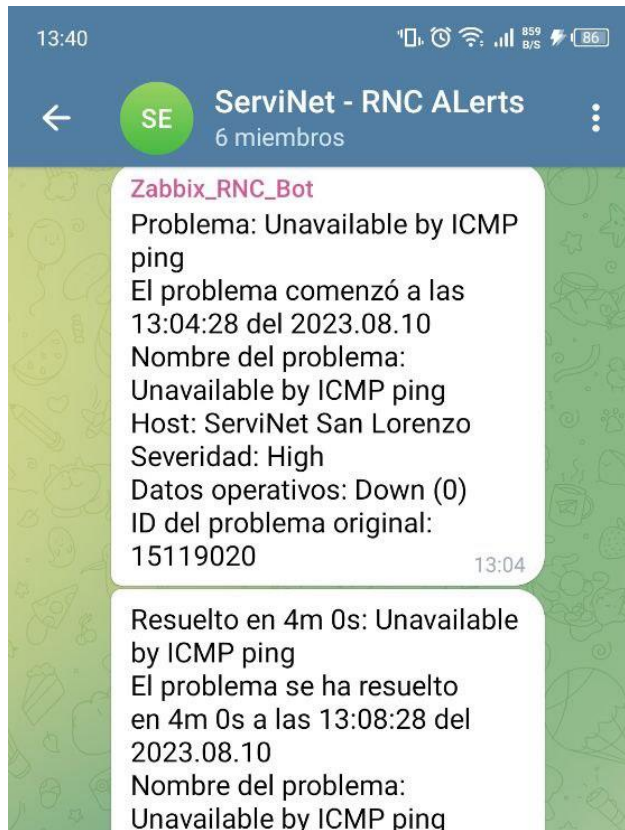 13:40
859
B/S
86
SE
ServiNet - RNC ALerts
6 miembros
Zabbix_RNC_Bot
Problema: Unavailable by ICMP
ping
El problema comenzó a las
13:04:28 del 2023.08.10
Nombre del problema:
Unavailable by ICMP ping
Host: ServiNet San Lorenzo
Severidad: High
Datos operativos: Down (0)
ID del problema original:
15119020
13:04
Resuelto en 4m 0s: Unavailable
by ICMP ping
El problema se ha resuelto
en 4m 0s a las 13:08:28 del
2023.08.10
Nombre del problema:
Unavailable by ICMP ping